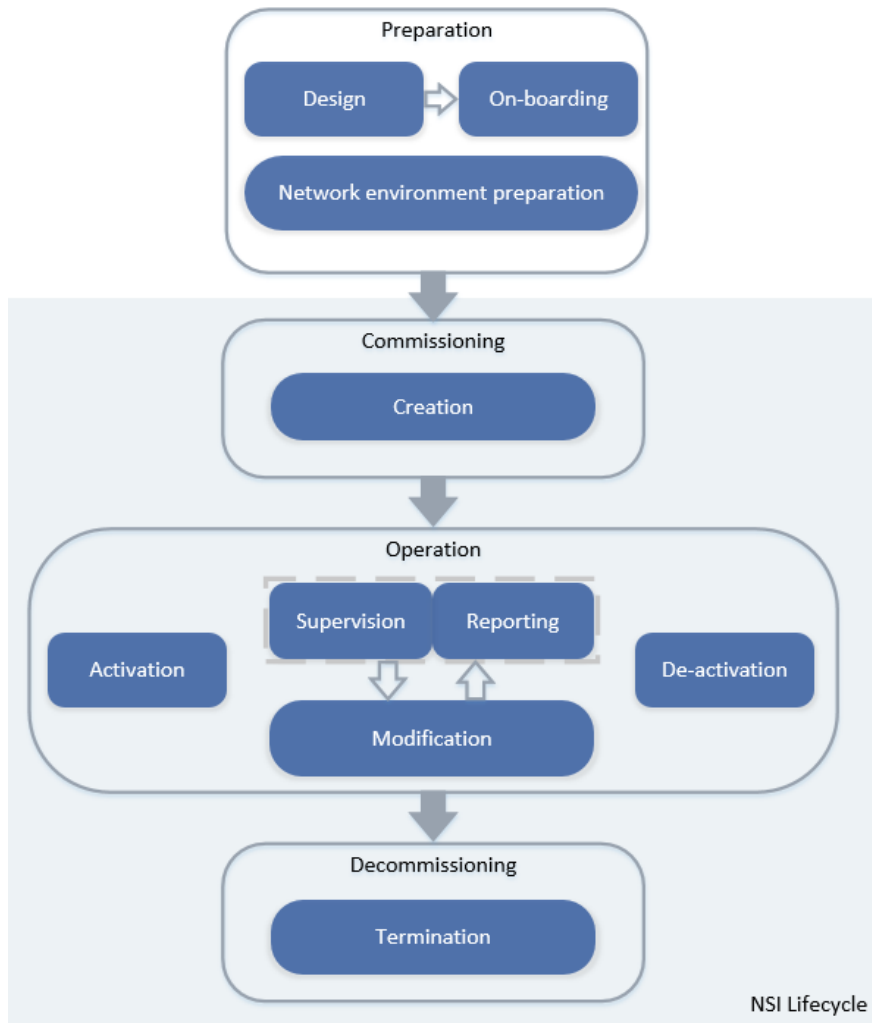 Preparation
Design
On-boarding
Network environment preparation
Commissioning
Creation
Operation
Supervision
Reporting
Activation
De-activation
Modification
Decommissioning
Termination
NSI Lifecycle